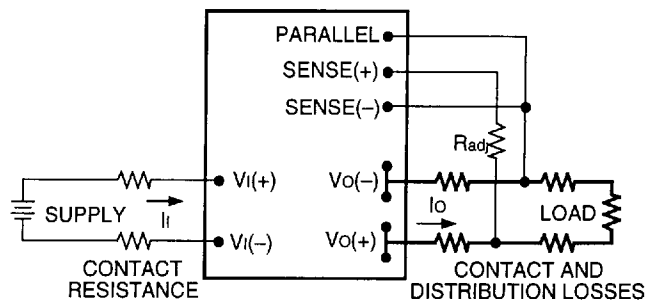 PARALLEL
SENSE(+)
SENSE(–)
Radj
VI(+)
VO(–)
SUPPLY
II
IO
LOAD
VI(–)
VO(+)
CONTACT
RESISTANCE
CONTACT AND
DISTRIBUTION LOSSES